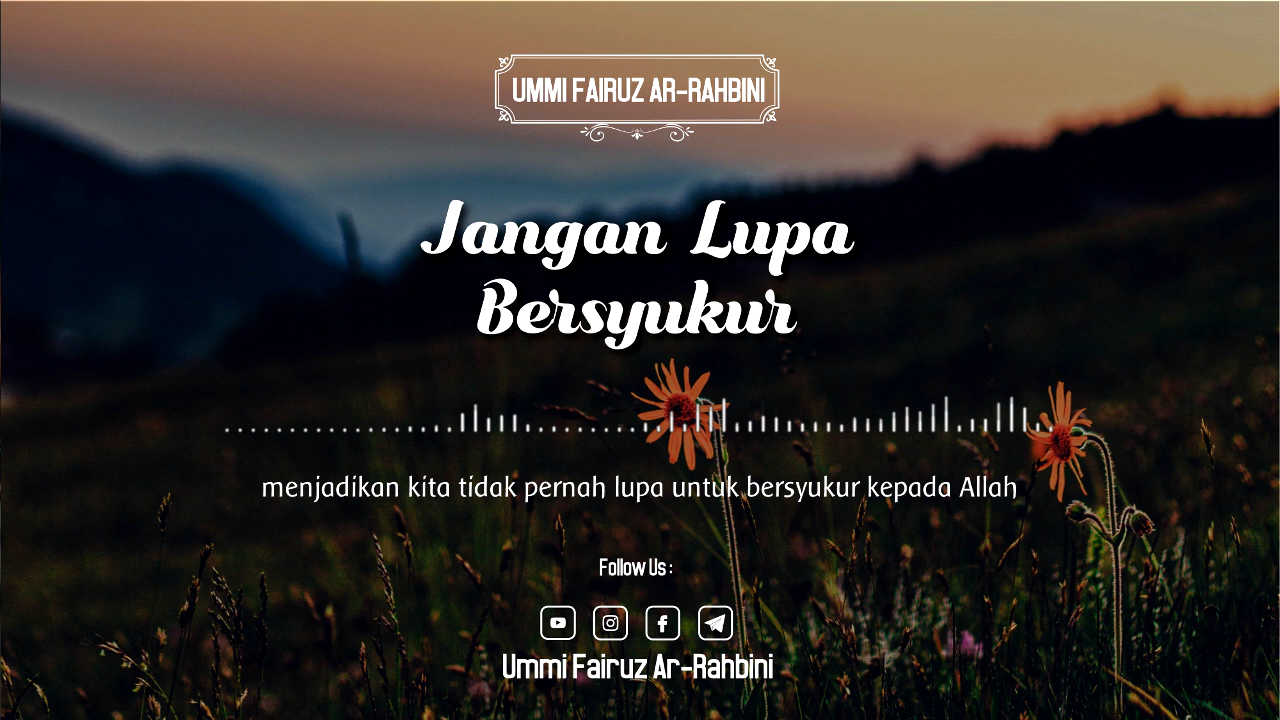 UMMI FAIRUZ AR-RAHBINI
Jangan Lupa
Bersyukur
menjadikan kita tidak pernah lupa untuk bersyukur kepada Allah
Follow Us :
Ummi Fairuz Ar-Rahbini